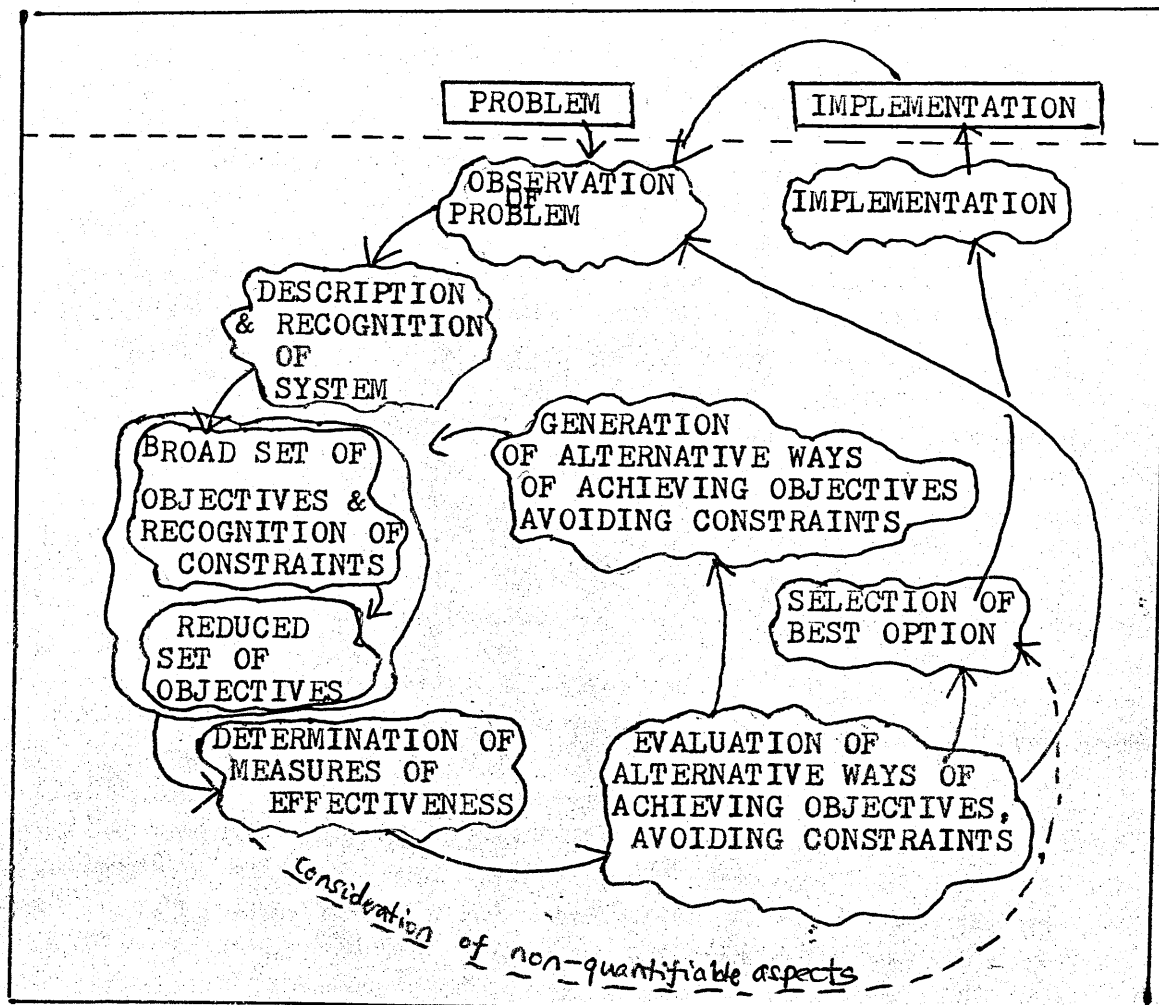 PROBLEM
IMPLEMENTATION
OBSERVATION
OF
PROBLEM
IMPLEMENTATION
DESCRIPTION
& RECOGNITION
OF
SYSTEM
BROAD SET OF
OBJECTIVES &
RECOGNITION OF
CONSTRAINTS
REDUCED
SET OF
OBJECTIVES
GENERATION
OF ALTERNATIVE WAYS
OF ACHIEVING OBJECTIVES
AVOIDING CONSTRAINTS
SELECTION OF
BEST OPTION
DETERMINATION OF
MEASURES OF
EFFECTIVENESS
EVALUATION OF
ALTERNATIVE WAYS OF
ACHIEVING OBJECTIVES,
AVOIDING CONSTRAINTS
consideration of non-quantifiable aspects